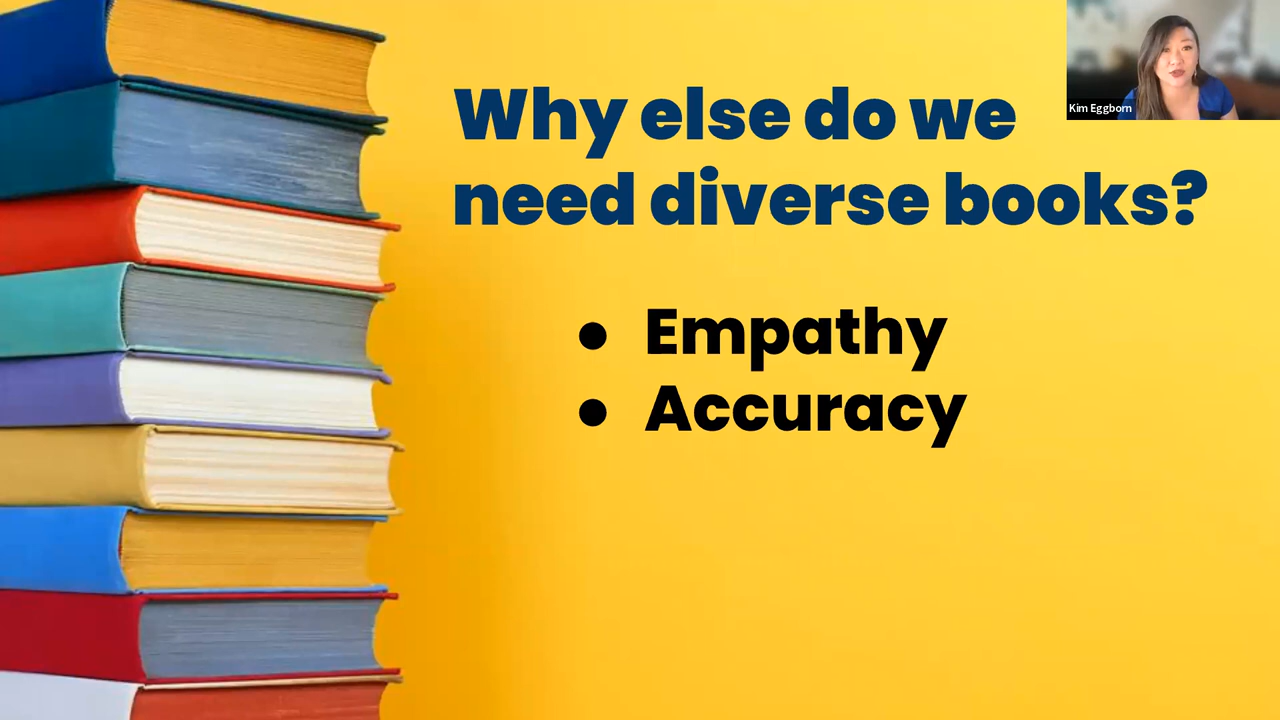 Why else do we
need diverse books?
● Empathy
● Accuracy
Kim Eggborn